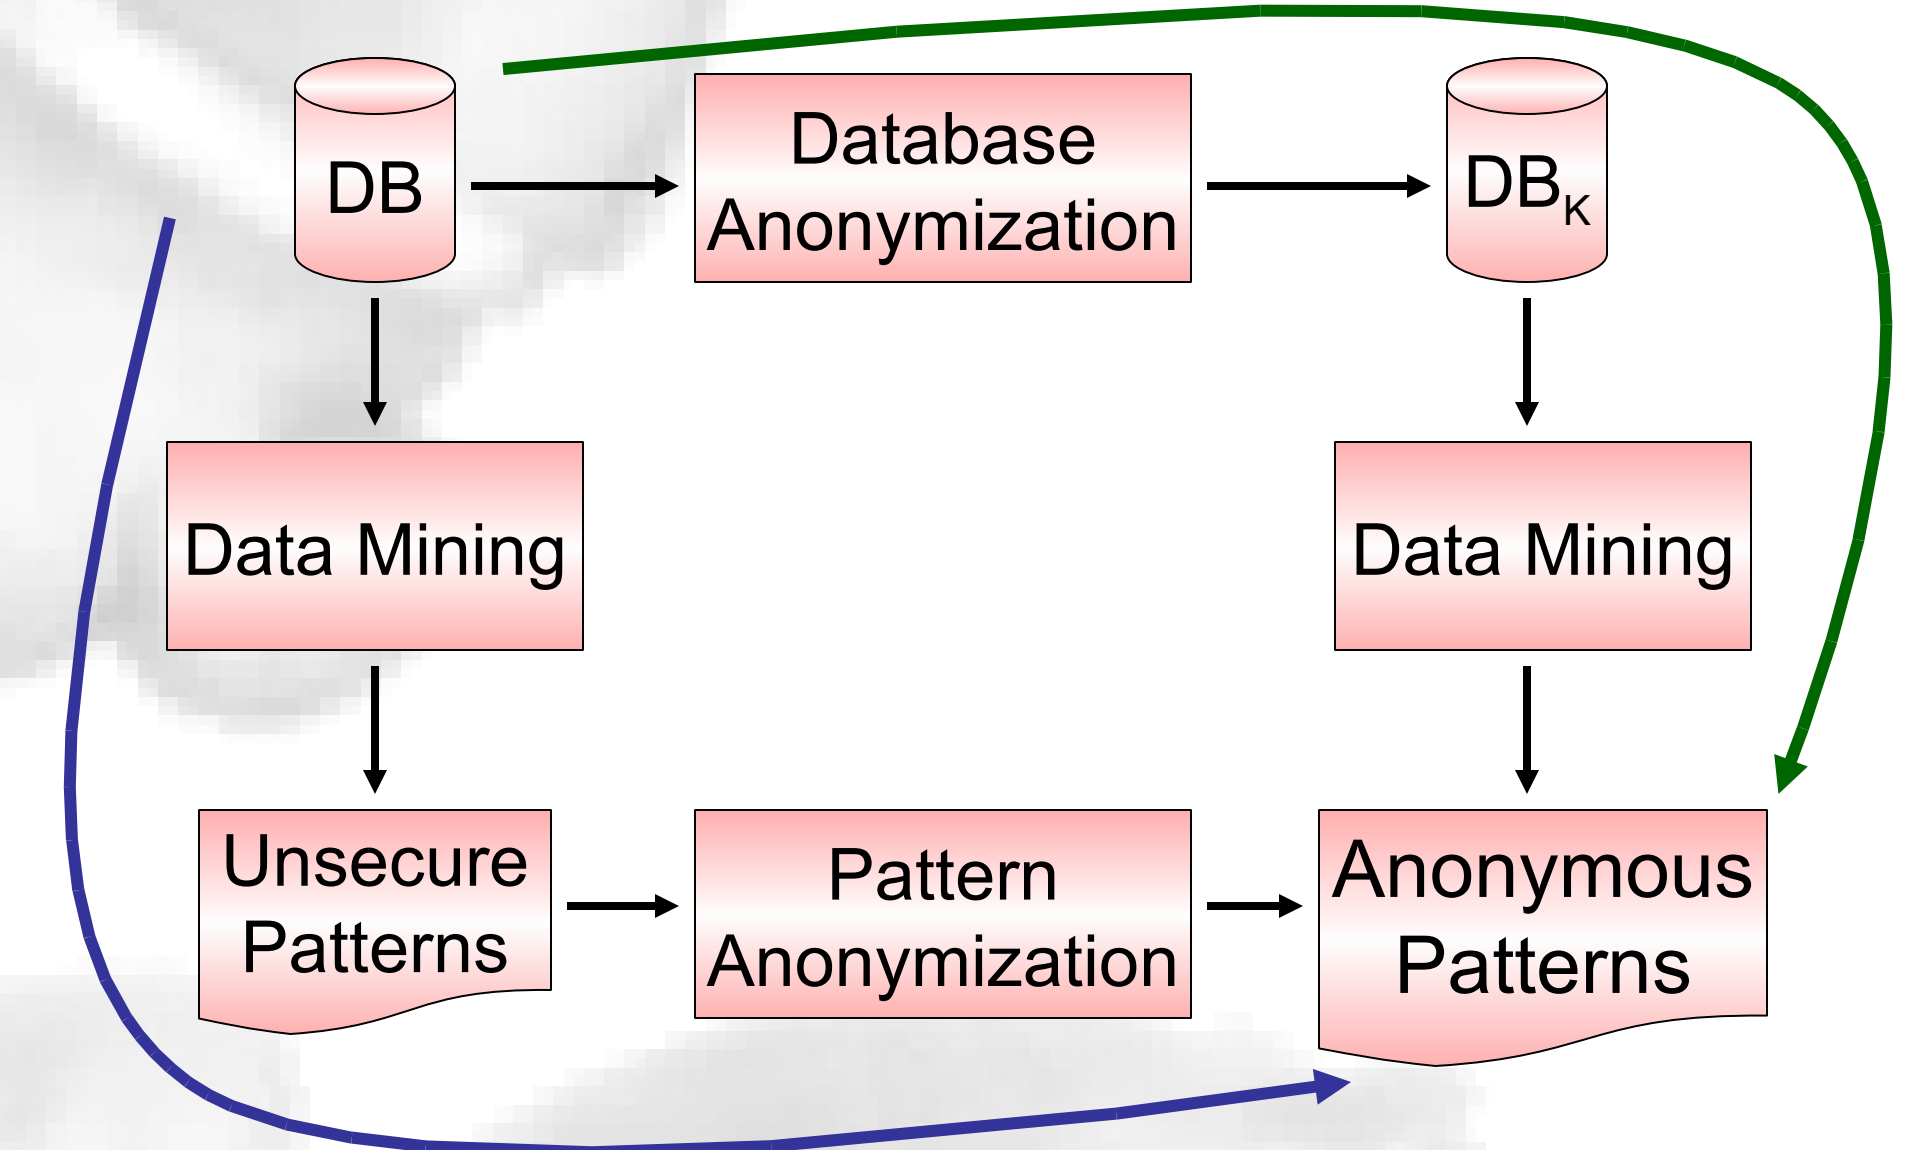 DB
Database
Anonymization
DBK
Data Mining
Data Mining
Unsecure
Patterns
Pattern
Anonymization
Anonymous
Patterns